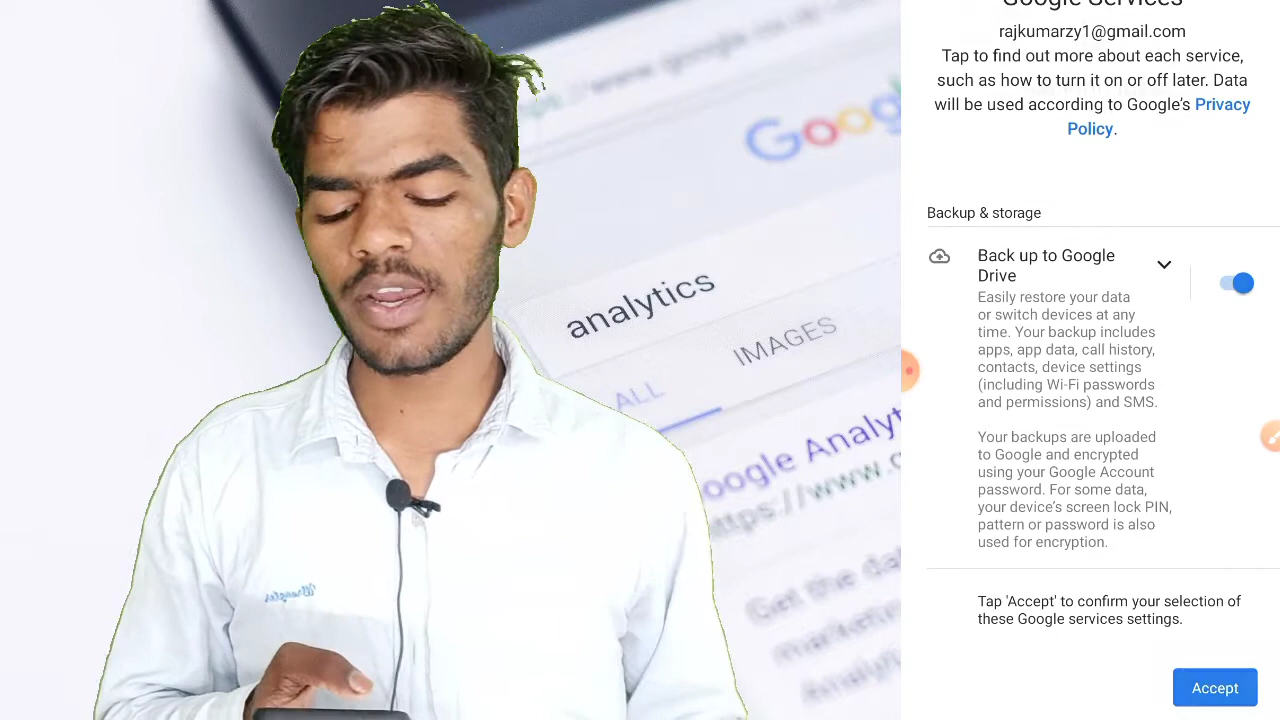 Google Services
rajkumarzy1@gmail.com
Tap to find out more about each service,
such as how to turn it on or off later. Data
will be used according to Google's Privacy
Policy.
Backup & storage
Back up to Google
Drive
Easily restore your data
or switch devices at any
time. Your backup includes
apps, app data, call history,
contacts, device settings
(including Wi-Fi passwords
and permissions) and SMS.
Your backups are uploaded
to Google and encrypted
using your Google Account
password. For some data,
your device's screen lock PIN,
pattern or password is also
used for encryption.
Tap 'Accept' to confirm your selection of
these Google services settings.
Accept
Goog
analytics
ALL IMAGES
oogle Analyt
ttps://www.
Get the da
Wrangler